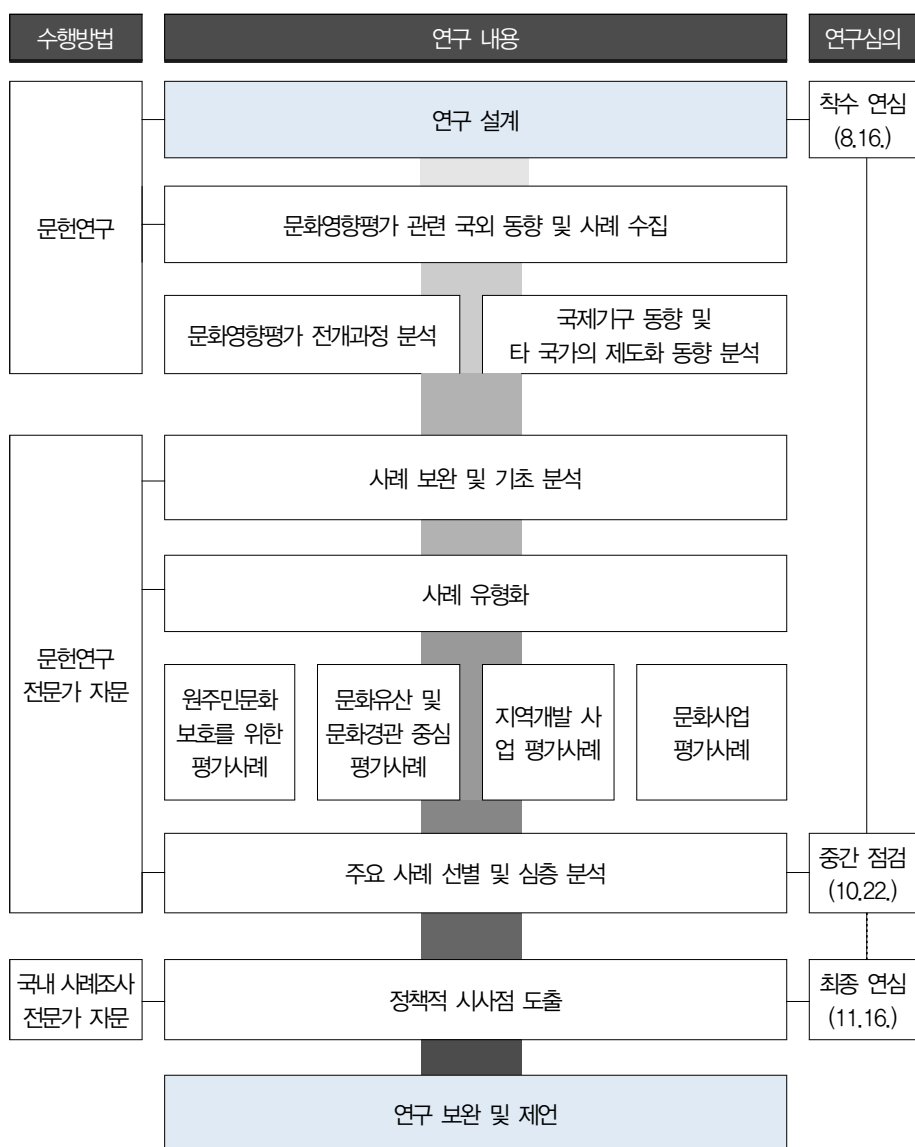 수행방법
연구 내용
연구심의
연구 설계
착수 연심
(8.16.)
문헌연구
문화영향평가 관련 국외 동향 및 사례 수집
문화영향평가 전개과정 분석
국제기구 동향 및
타 국가의 제도화 동향 분석
문헌연구
전문가 자문
사례 보완 및 기초 분석
사례 유형화
원주민문화
보호를 위한
평가사례
문화유산 및
문화경관 중심
평가사례
지역개발 사
업 평가사례
문화사업
평가사례
주요 사례 선별 및 심층 분석
중간 점검
(10.22.)
국내 사례조사
전문가 자문
정책적 시사점 도출
최종 연심
(11.16.)
연구 보완 및 제언